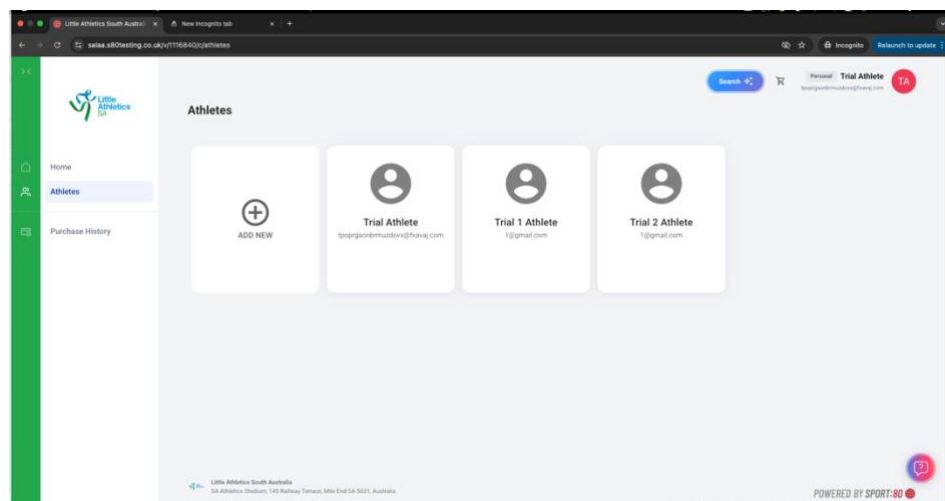 Little Athletics South Australi
New Incognito tab
salaa.s80testing.co.uk/v/1116840/c/athletes
Incognito
Relaunch to update
Little
Athletics
SA
Search
Personal
Trial Athlete
TA
Athletes
Home
Athletes
Purchase History
ADD NEW
Trial Athlete
Trial 1 Athlete
1@gmail.com
Trial 2 Athlete
1@gmail.com
Little Athletics South Australia
SA Athletics Stadium, 145 Railway Terrace, Mile End SA 5031, Australia
POWERED BY SPORT:80